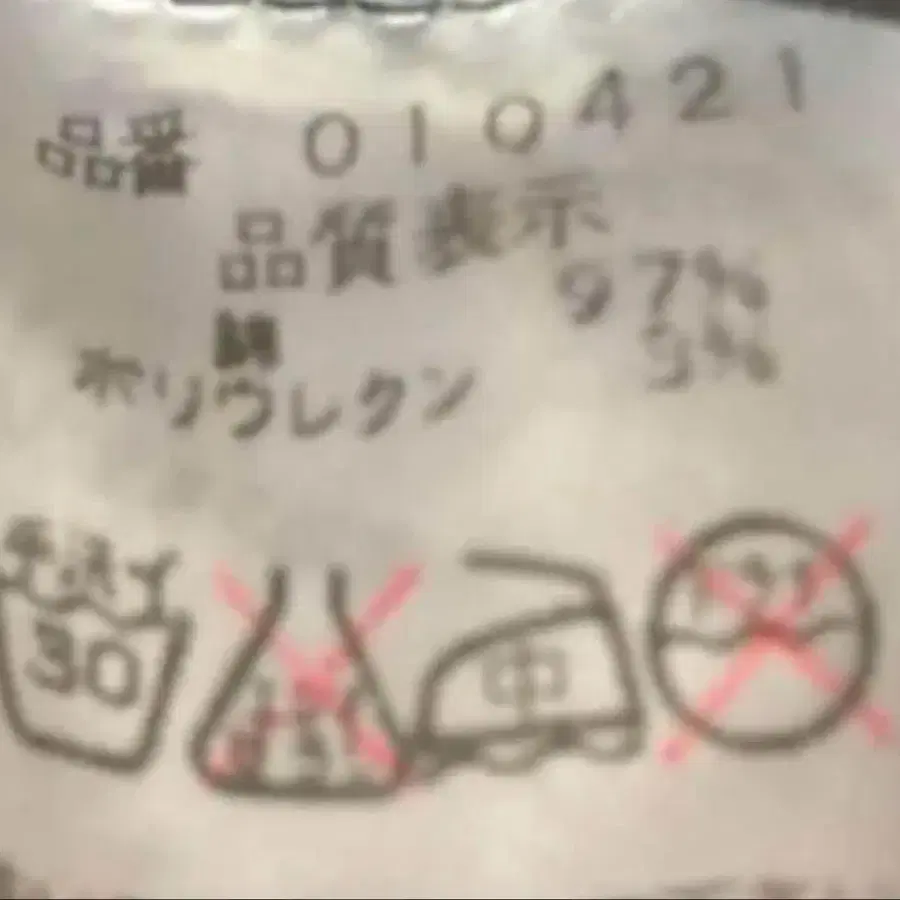 品番 010421
品質表示
綿 97%
ポリウレタン 3%
手洗イ
30
中